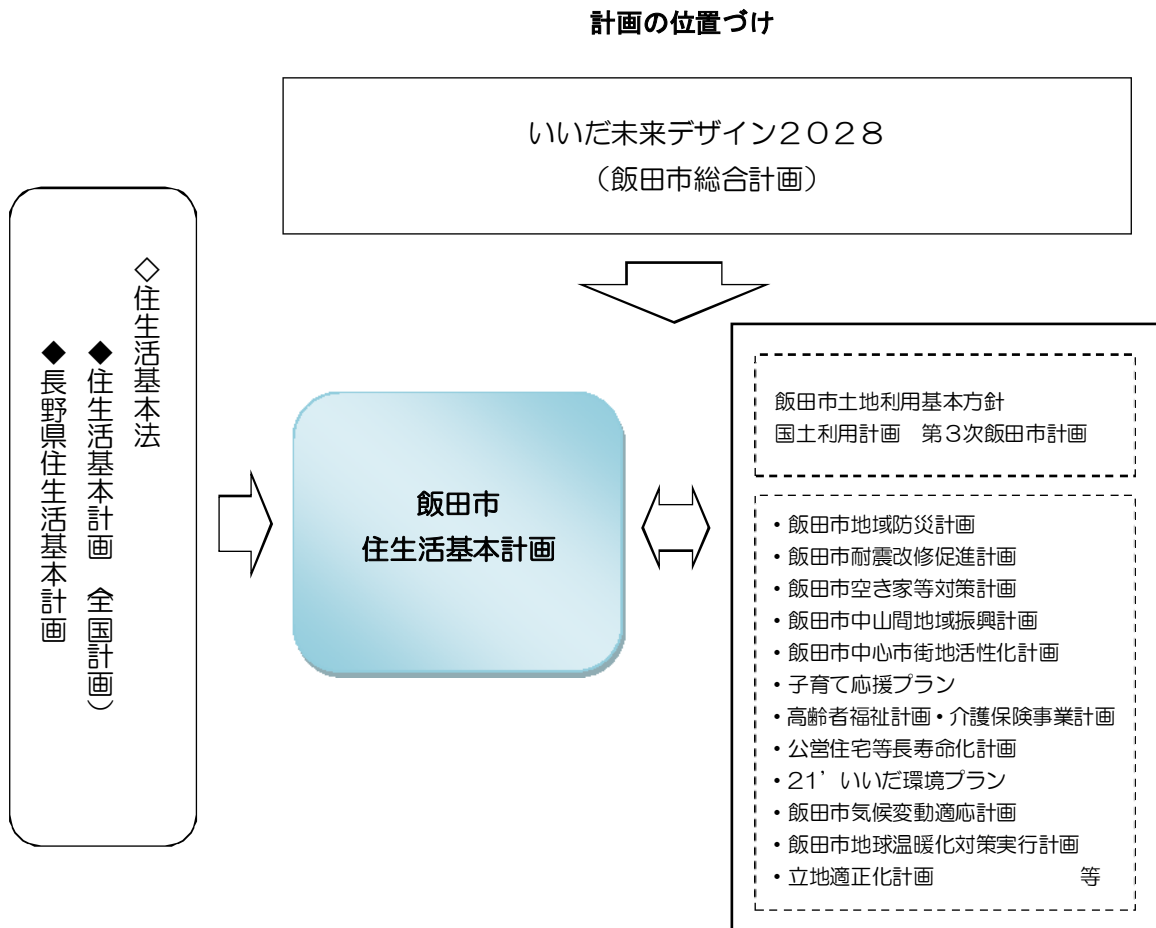 計画の位置づけ
いいだ未来デザイン２０２８
（飯田市総合計画）
◇住生活基本法
◆住生活基本計画（全国計画）
◆長野県住生活基本計画
飯田市
住生活基本計画
飯田市土地利用基本方針
国土利用計画　第３次飯田市計画
・飯田市地域防災計画
・飯田市耐震改修促進計画
・飯田市空き家等対策計画
・飯田市中山間地域振興計画
・飯田市中心市街地活性化計画
・子育て応援プラン
・高齢者福祉計画・介護保険事業計画
・公営住宅等長寿命化計画
・21’いいだ環境プラン
・飯田市気候変動適応計画
・飯田市地球温暖化対策実行計画
・立地適正化計画　　　　　　等